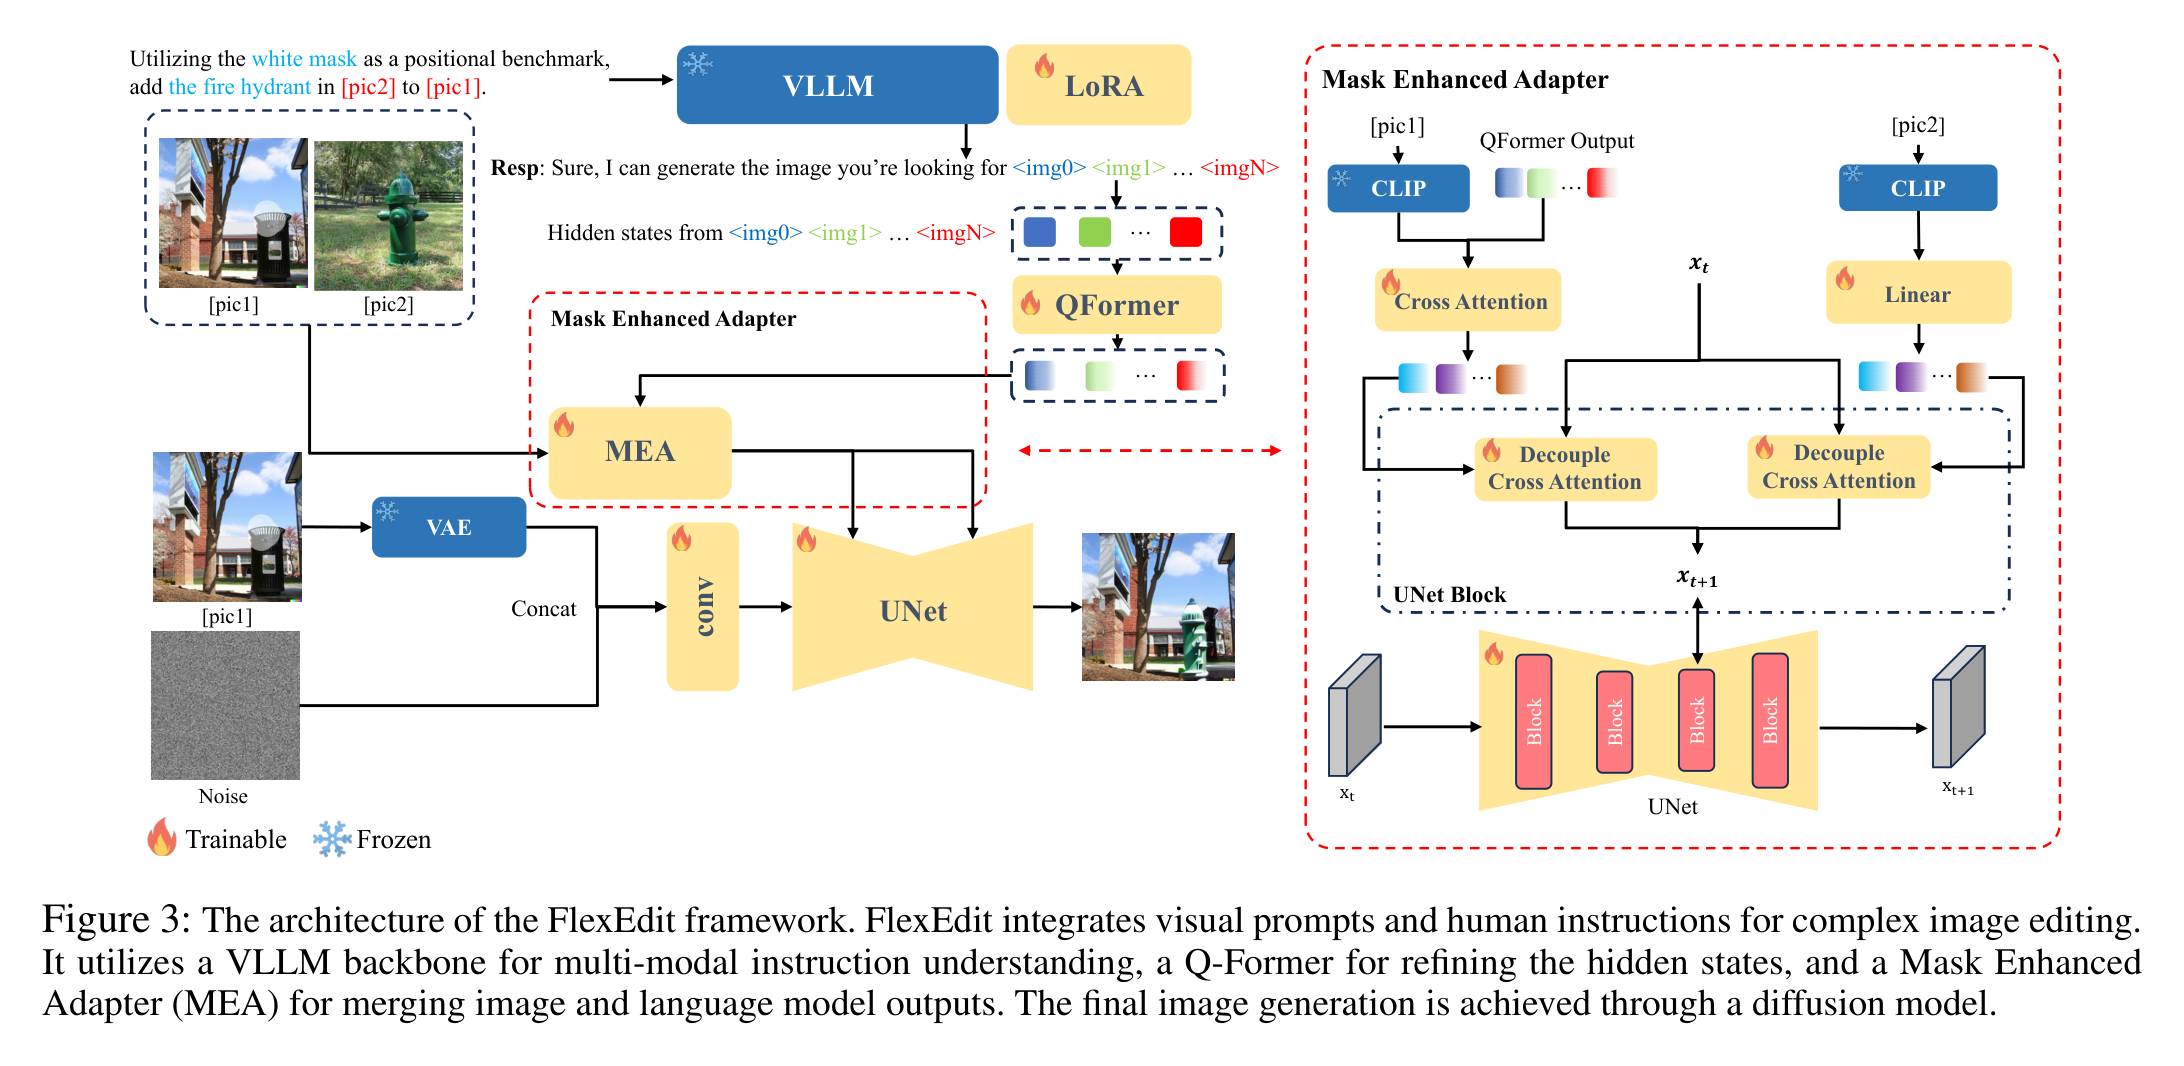 Utilizing the white mask as a positional benchmark,
add the fire hydrant in [pic2] to [pic1].
[pic1]
[pic2]
VLLM
LoRA
Resp: Sure, I can generate the image you’re looking for <img0> <img1> … <imgN>
Hidden states from <img0> <img1> … <imgN>
...
QFormer
...
Mask Enhanced Adapter
MEA
[pic1]
VAE
Concat
Noise
conv
UNet
Trainable
Frozen
Mask Enhanced Adapter
[pic1]
QFormer Output
[pic2]
CLIP
...
CLIP
Cross Attention
x_t
Linear
...
...
Decouple
Cross Attention
Decouple
Cross Attention
x_{t+1}
UNet Block
Block
Block
Block
Block
x_t
UNet
x_{t+1}
Figure 3: The architecture of the FlexEdit framework. FlexEdit integrates visual prompts and human instructions for complex image editing.
It utilizes a VLLM backbone for multi-modal instruction understanding, a Q-Former for refining the hidden states, and a Mask Enhanced
Adapter (MEA) for merging image and language model outputs. The final image generation is achieved through a diffusion model.